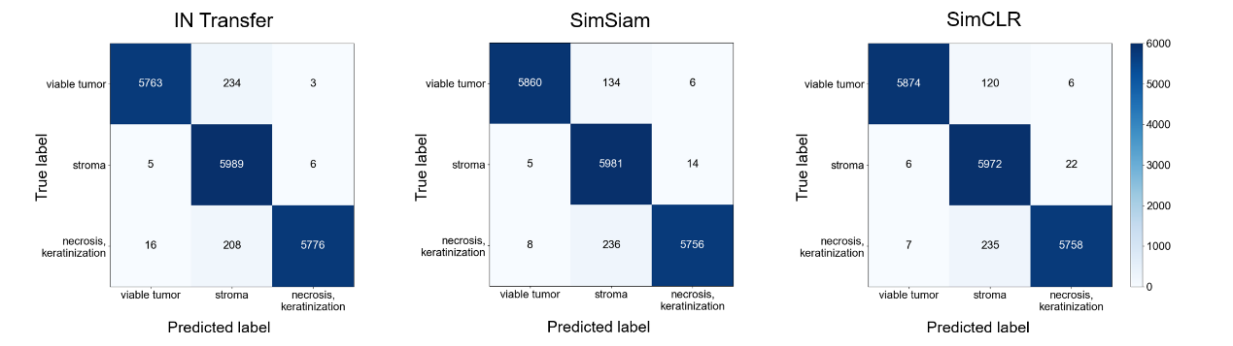 IN Transfer
True label
viable tumor
5763
234
3
stroma
5
5989
6
necrosis,
keratinization
16
208
5776
viable tumor
stroma
necrosis,
keratinization
Predicted label
SimSiam
True label
viable tumor
5860
134
6
stroma
5
5981
14
necrosis,
keratinization
8
236
5756
viable tumor
stroma
necrosis,
keratinization
Predicted label
SimCLR
True label
viable tumor
5874
120
6
stroma
6
5972
22
necrosis,
keratinization
7
235
5758
viable tumor
stroma
necrosis,
keratinization
Predicted label
6000
5000
4000
3000
2000
1000
0